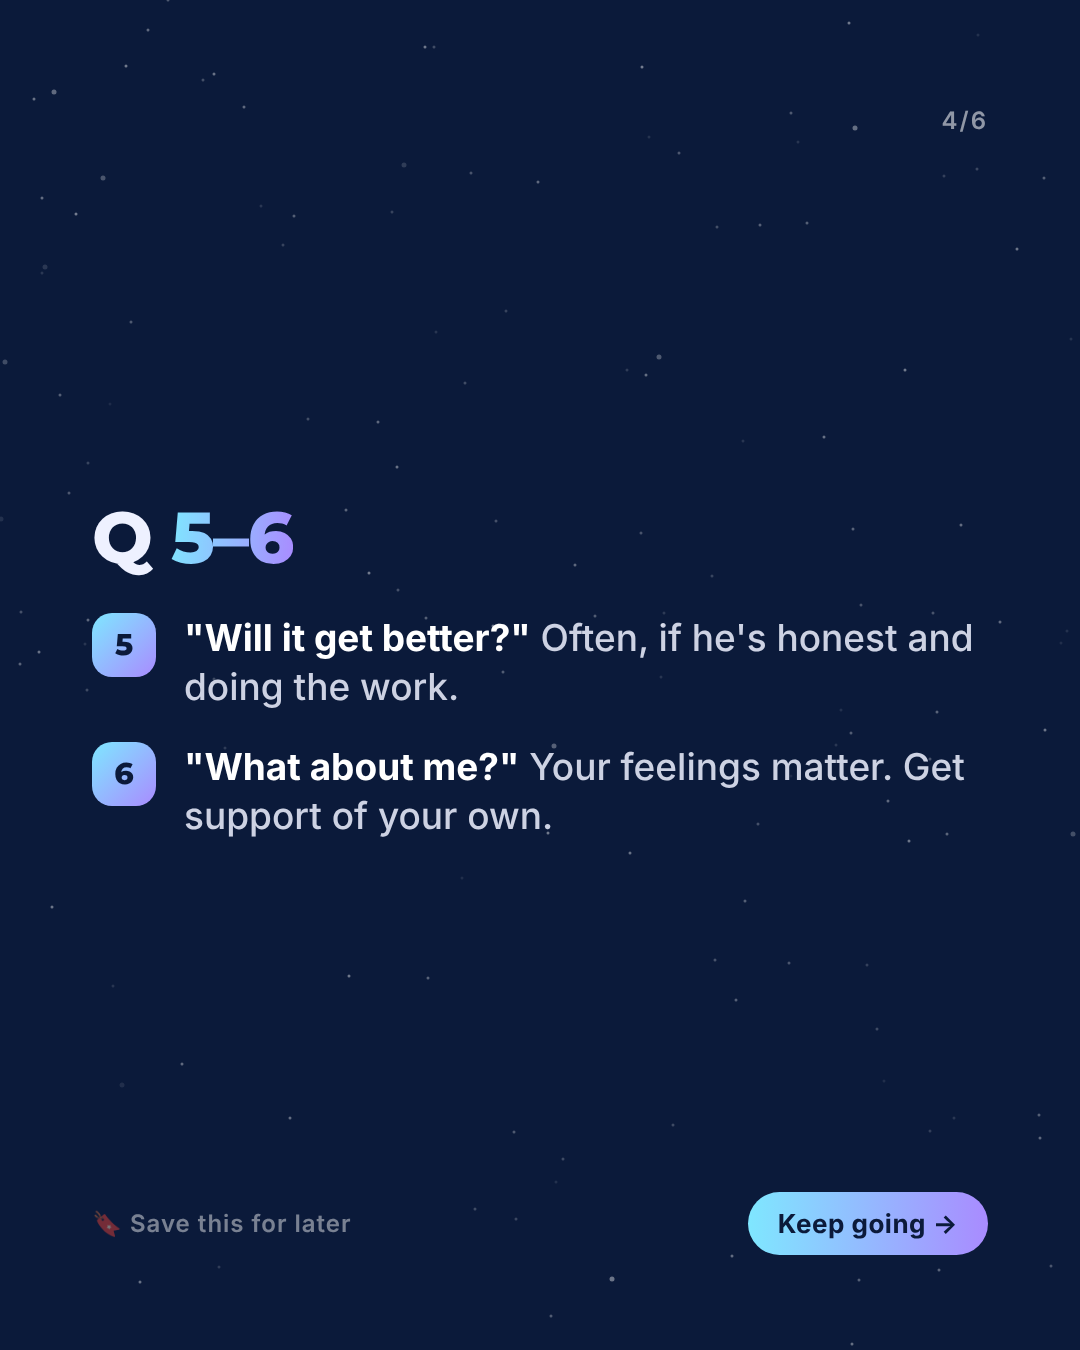 4/6
Q 5–6
5
"Will it get better?" Often, if he's honest and
doing the work.
6
"What about me?" Your feelings matter. Get
support of your own.
🔖 Save this for later
Keep going →